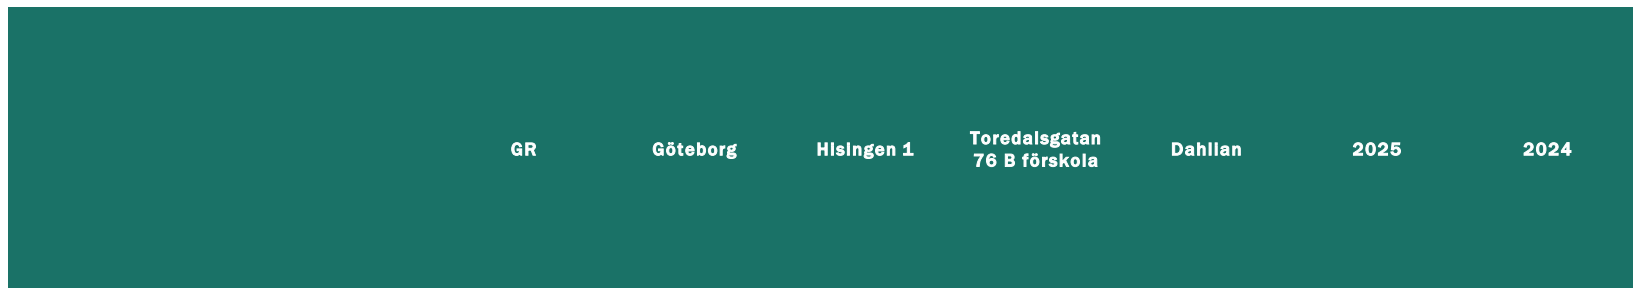 GR Göteborg Hisingen 1 Toredalsgatan 76 B förskola Dahlian 2025 2024